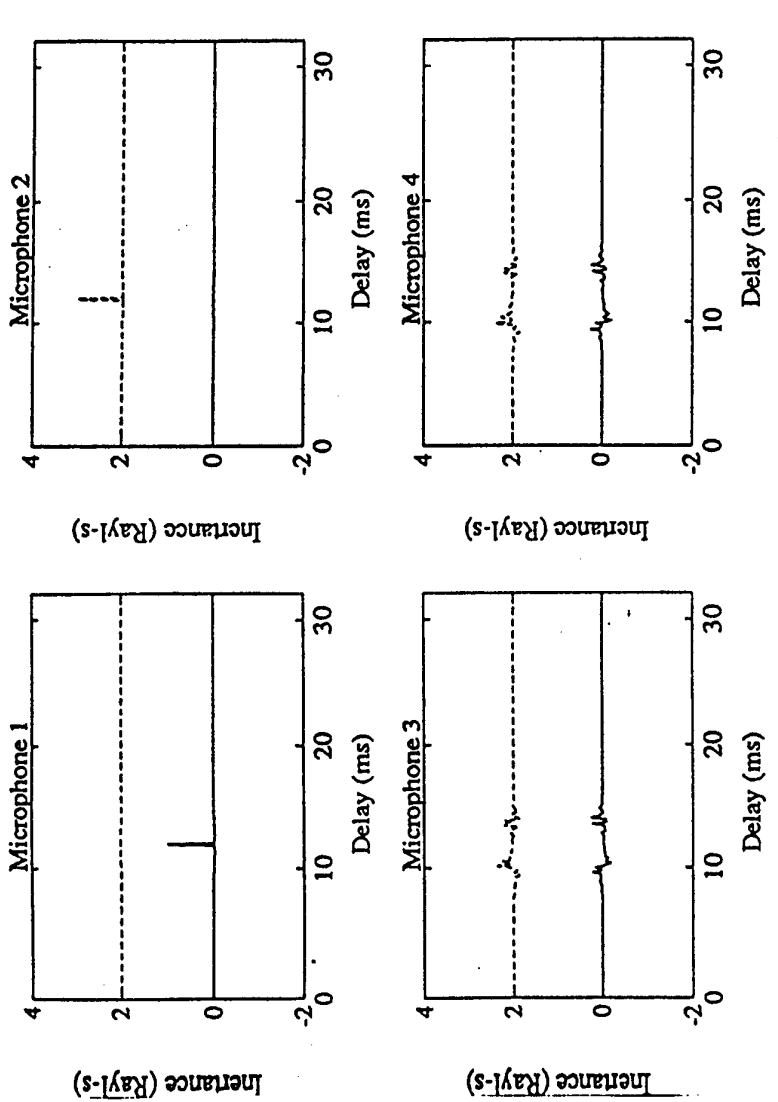 Microphone 1
Inertance (Rayl-s)
4
2
0
-2
0 10 20 30
Delay (ms)
Microphone 2
Inertance (Rayl-s)
4
2
0
-2
0 10 20 30
Delay (ms)
Microphone 3
Inertance (Rayl-s)
4
2
0
-2
0 10 20 30
Delay (ms)
Microphone 4
Inertance (Rayl-s)
4
2
0
-2
0 10 20 30
Delay (ms)